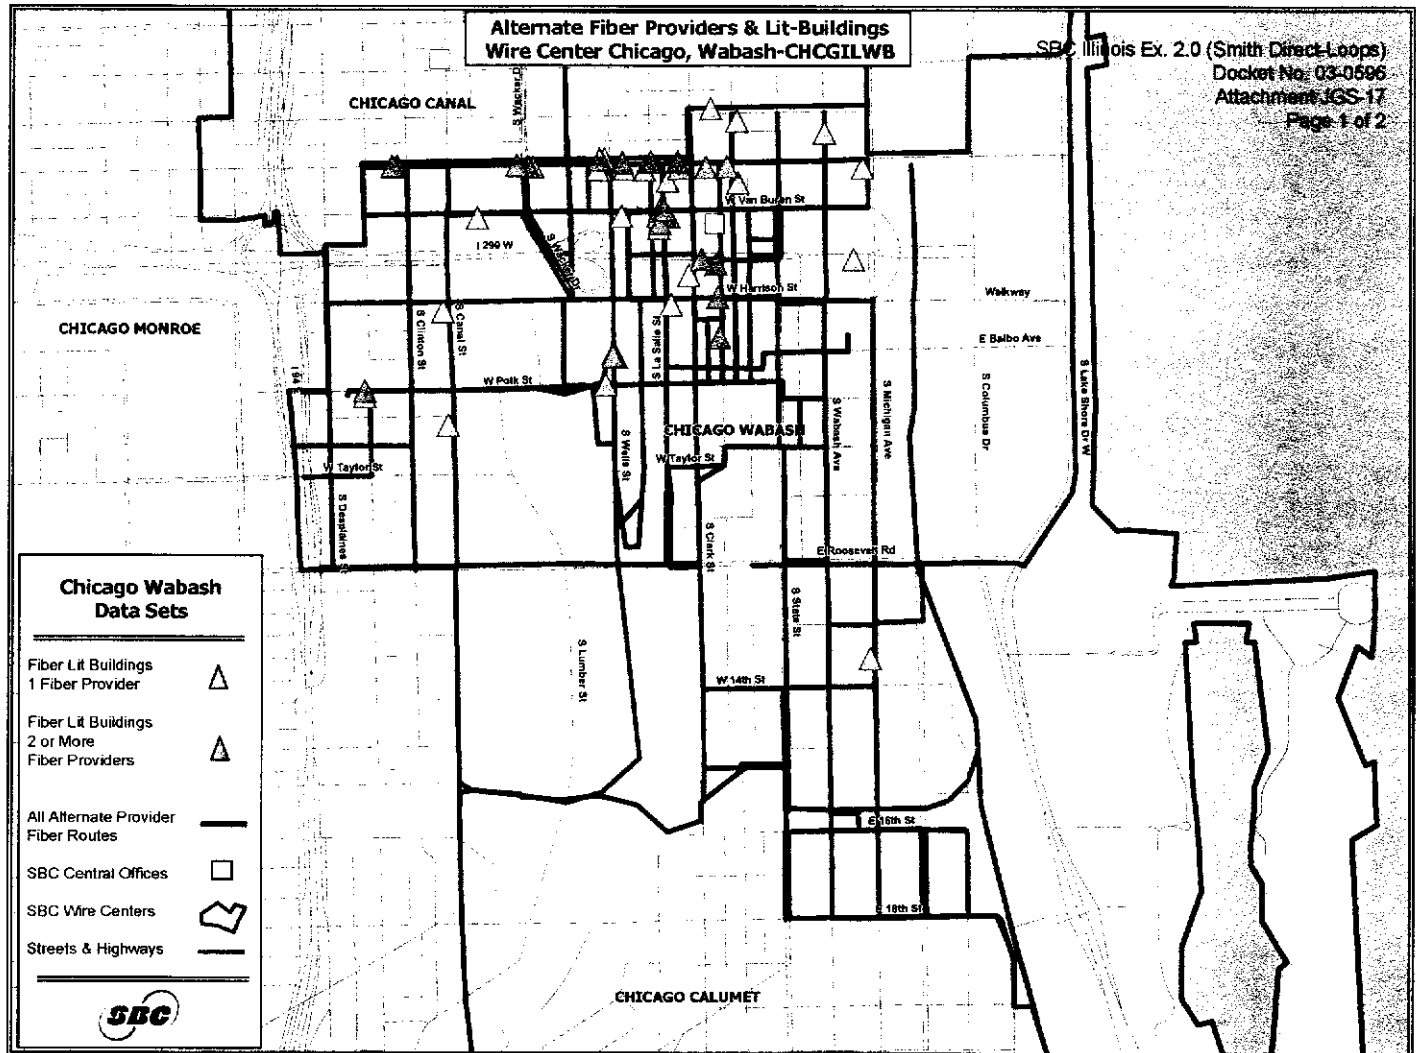 Alternate Fiber Providers & Lit-Buildings
Wire Center Chicago, Wabash-CHCGILWB
SBC Illinois Ex. 2.0 (Smith Direct-Loops)
Docket No. 03-0596
Attachment JGS-17
Page 1 of 2
CHICAGO CANAL
S Wacker D
W Van Buren St
I 290 W
S Wacker Dr
W Harrison St
Walkway
CHICAGO MONROE
S Clinton St
S Canal St
S La Salle St
E Balbo Ave
S Lake Shore Dr W
I 94
W Polk St
S Michigan Ave
S Columbus Dr
S Wabash Ave
CHICAGO WABASH
S Wells St
W Taylor St
W Taylor St
S Desplaines St
S Clark St
E Roosevelt Rd
S State St
S Lumber St
W 14th St
E 16th St
E 18th St
CHICAGO CALUMET
Chicago Wabash
Data Sets
Fiber Lit Buildings
1 Fiber Provider
Fiber Lit Buildings
2 or More
Fiber Providers
All Alternate Provider
Fiber Routes
SBC Central Offices
SBC Wire Centers
Streets & Highways
SBC